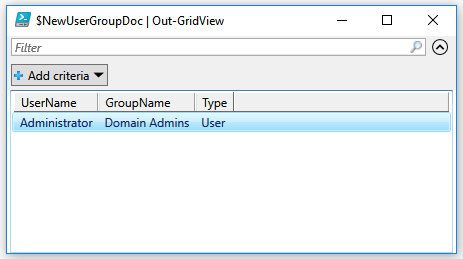 $NewUserGroupDoc | Out-GridView
Filter
Add criteria
UserName GroupName Type
Administrator Domain Admins User